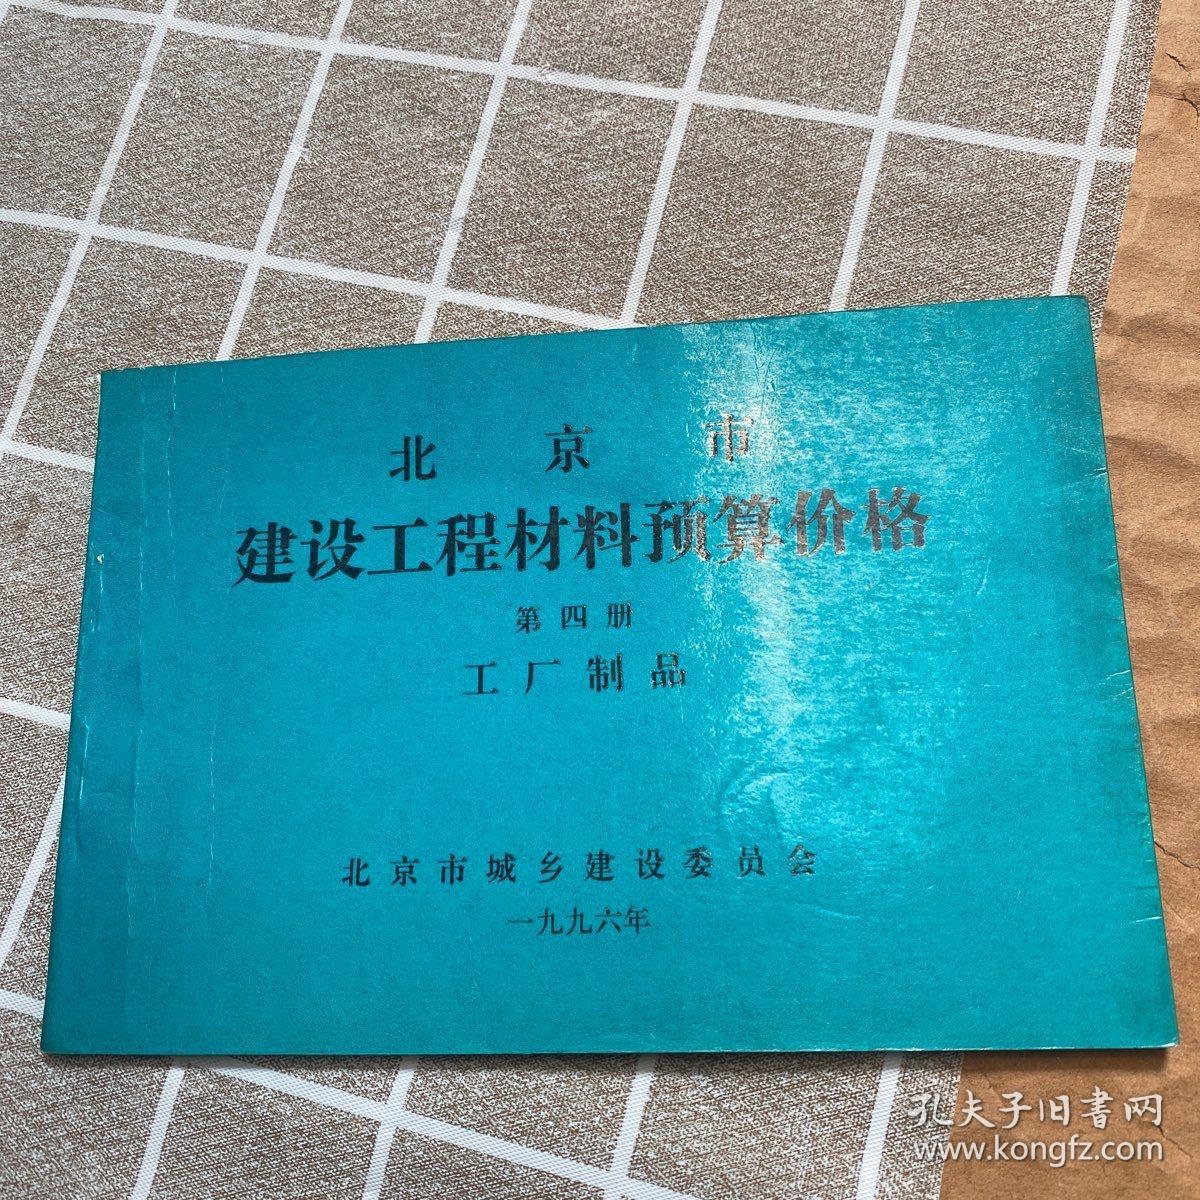 北京市
建设工程材料预算价格
第四册
工厂制品
北京市城乡建设委员会
一九九六年
孔夫子旧書网
www.kongfz.com